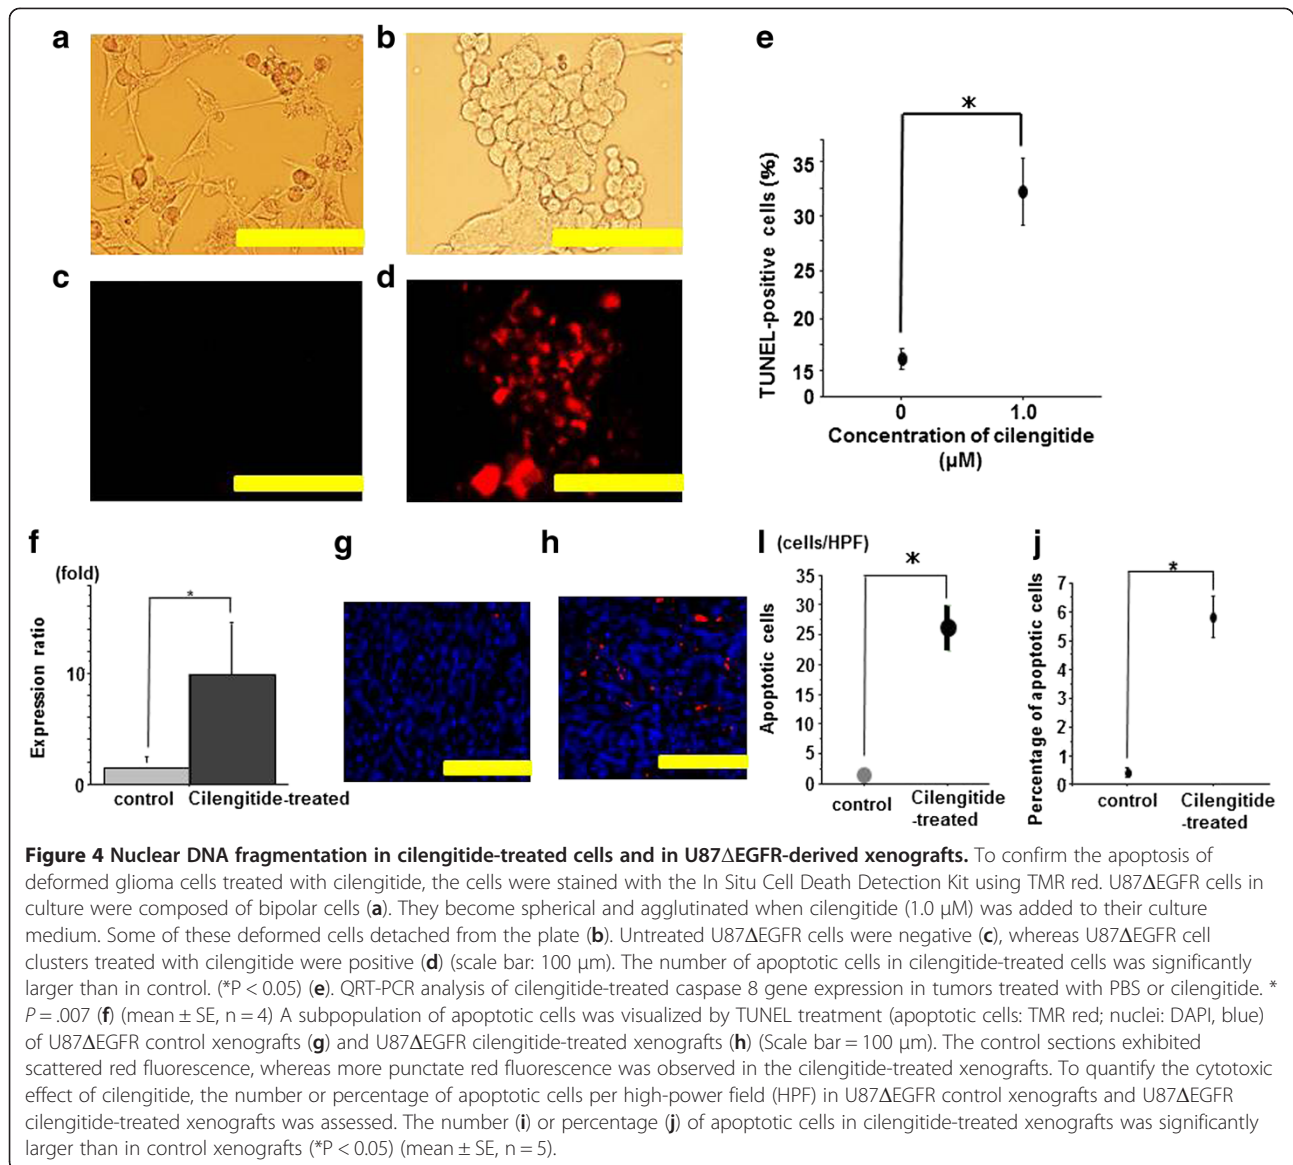 a
b
e
*
TUNEL-positive cells (%)
35
30
25
20
15
0
0
1.0
Concentration of cilengitide
(µM)
c
d
f
(fold)
*
Expression ratio
10
0
control
Cilengitide-treated
g
h
I (cells/HPF)
*
Apoptotic cells
35
30
25
20
15
10
5
0
control
Cilengitide
-treated
j
*
Percentage of apoptotic cells
7
6
5
4
3
2
1
0
control
Cilengitide
-treated
Figure 4 Nuclear DNA fragmentation in cilengitide-treated cells and in U87ΔEGFR-derived xenografts. To confirm the apoptosis of
deformed glioma cells treated with cilengitide, the cells were stained with the In Situ Cell Death Detection Kit using TMR red. U87ΔEGFR cells in
culture were composed of bipolar cells (a). They become spherical and agglutinated when cilengitide (1.0 µM) was added to their culture
medium. Some of these deformed cells detached from the plate (b). Untreated U87ΔEGFR cells were negative (c), whereas U87ΔEGFR cell
clusters treated with cilengitide were positive (d) (scale bar: 100 µm). The number of apoptotic cells in cilengitide-treated cells was significantly
larger than in control. (*P < 0.05) (e). QRT-PCR analysis of cilengitide-treated caspase 8 gene expression in tumors treated with PBS or cilengitide. *
P = .007 (f) (mean ± SE, n = 4) A subpopulation of apoptotic cells was visualized by TUNEL treatment (apoptotic cells: TMR red; nuclei: DAPI, blue)
of U87ΔEGFR control xenografts (g) and U87ΔEGFR cilengitide-treated xenografts (h) (Scale bar = 100 µm). The control sections exhibited
scattered red fluorescence, whereas more punctate red fluorescence was observed in the cilengitide-treated xenografts. To quantify the cytotoxic
effect of cilengitide, the number or percentage of apoptotic cells per high-power field (HPF) in U87ΔEGFR control xenografts and U87ΔEGFR
cilengitide-treated xenografts was assessed. The number (i) or percentage (j) of apoptotic cells in cilengitide-treated xenografts was significantly
larger than in control xenografts (*P < 0.05) (mean ± SE, n = 5).